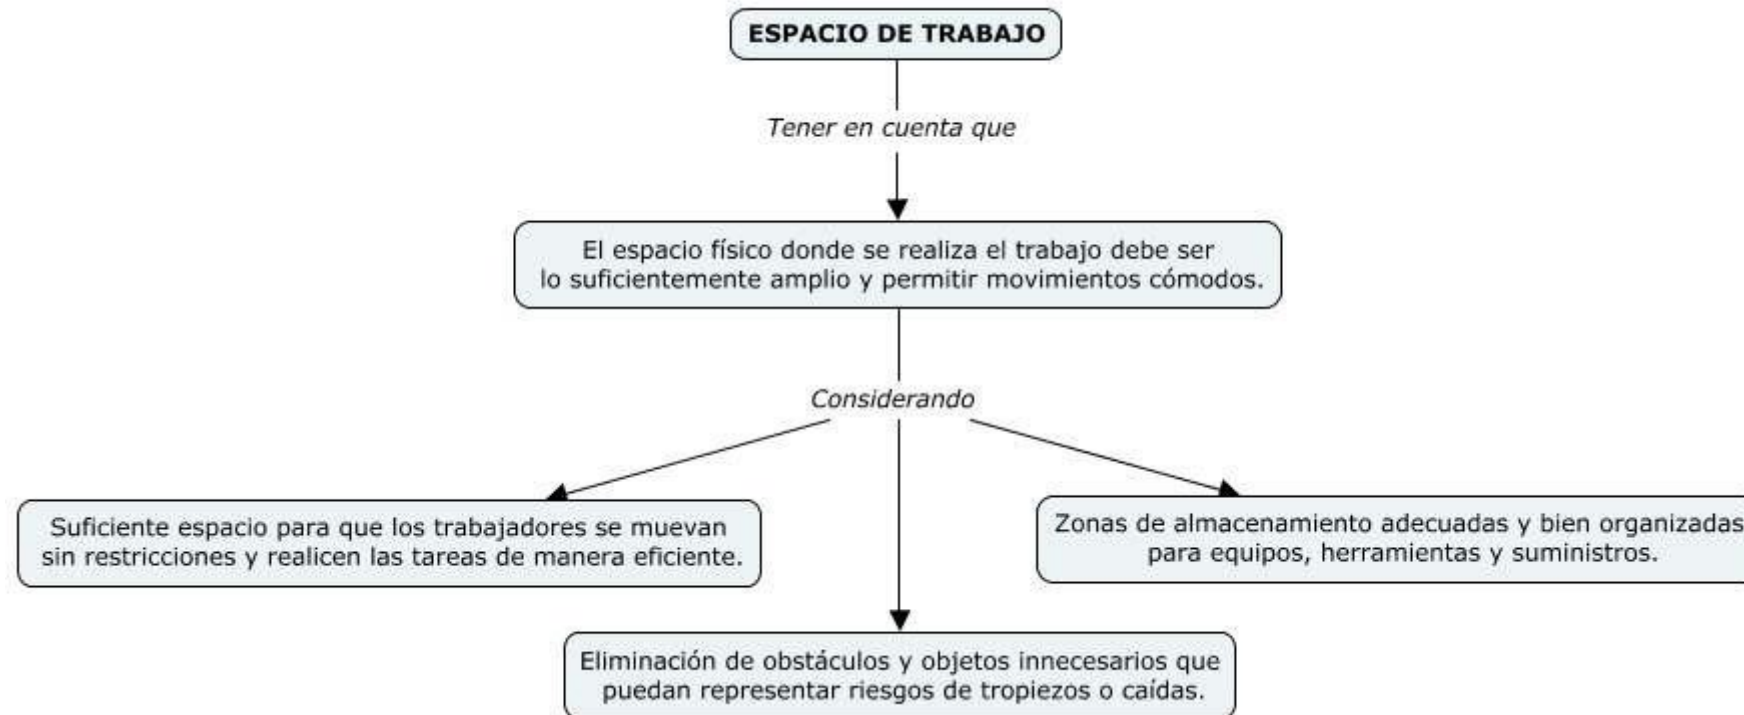 ESPACIO DE TRABAJO
Tener en cuenta que
El espacio físico donde se realiza el trabajo debe ser
lo suficientemente amplio y permitir movimientos cómodos.
Considerando
Suficiente espacio para que los trabajadores se muevan
sin restricciones y realicen las tareas de manera eficiente.
Zonas de almacenamiento adecuadas y bien organizadas
para equipos, herramientas y suministros.
Eliminación de obstáculos y objetos innecesarios que
puedan representar riesgos de tropiezos o caídas.